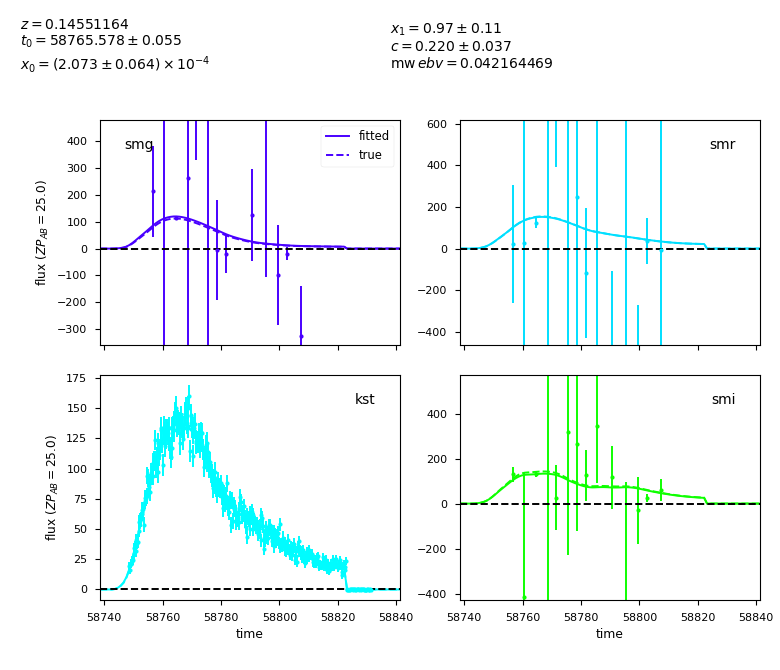 z = 0.14551164
t₀ = 58765.578 ± 0.055
x₀ = (2.073 ± 0.064) × 10⁻⁴
x₁ = 0.97 ± 0.11
c = 0.220 ± 0.037
mw ebv = 0.042164469
smg
fitted
true
400
300
200
100
0
−100
−200
−300
flux (ZP_AB = 25.0)
smr
600
400
200
0
−200
−400
kst
175
150
125
100
75
50
25
0
flux (ZP_AB = 25.0)
58740 58760 58780 58800 58820 58840
time
smi
400
200
0
−200
−400
58740 58760 58780 58800 58820 58840
time